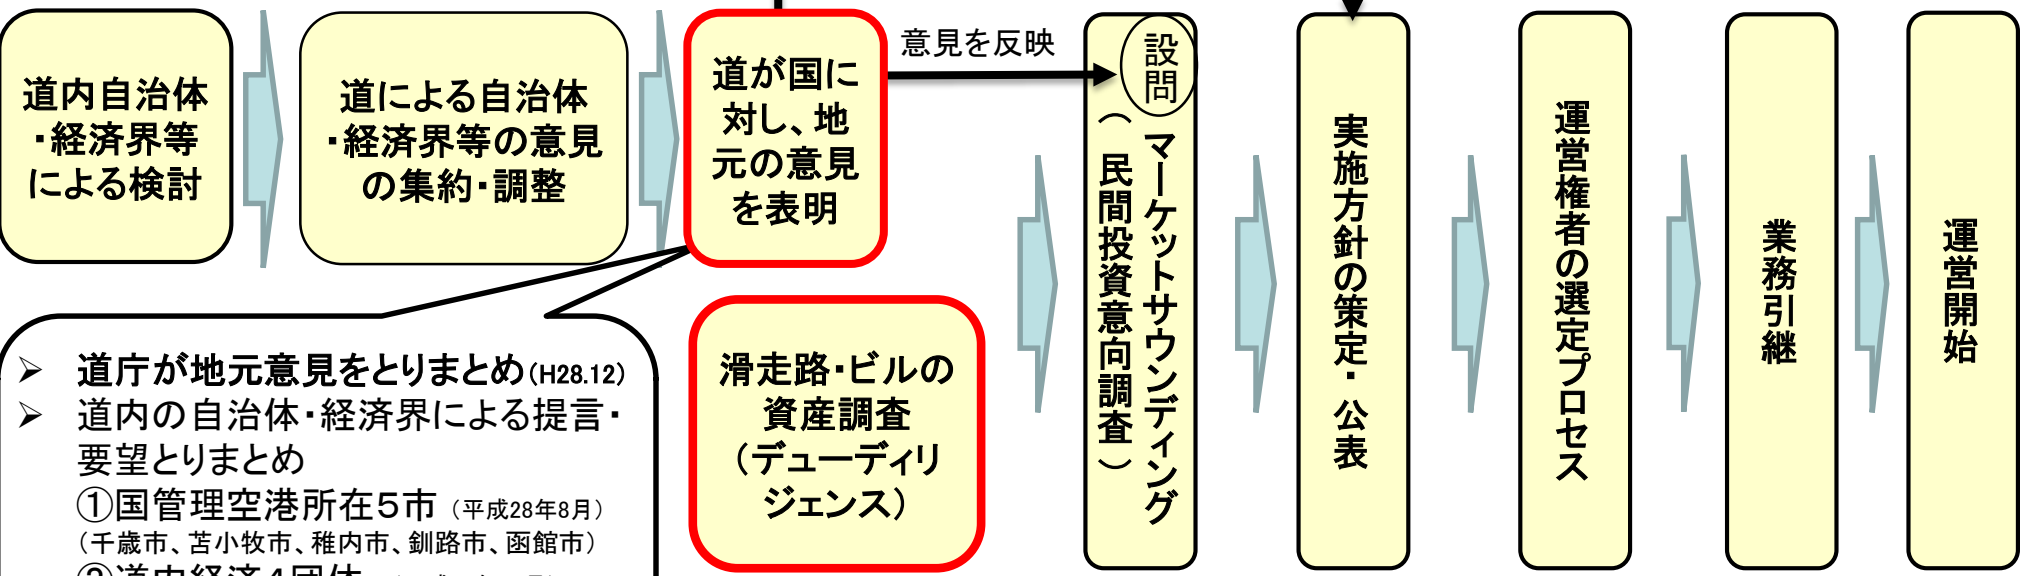 道内自治体
・経済界等
による検討
道による自治体
・経済界等の意見
の集約・調整
道が国に
対し、地
元の意見
を表明
意見を反映
設問
マーケットサウンディング
（民間投資意向調査）
実施方針の策定・公表
運営権者の選定プロセス
業務引継
運営開始
滑走路・ビルの
資産調査
（デューディリ
ジェンス）
➢ 道庁が地元意見をとりまとめ（H28.12）
➢ 道内の自治体・経済界による提言・
要望とりまとめ
①国管理空港所在５市 （平成28年8月）
（千歳市、苫小牧市、稚内市、釧路市、函館市）
②道内経済４団体